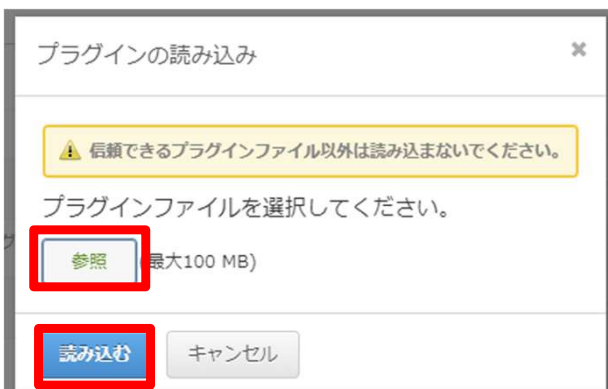 プラグインの読み込み
信頼できるプラグインファイル以外は読み込まないでください。
プラグインファイルを選択してください。
参照 (最大100 MB)
読み込む キャンセル